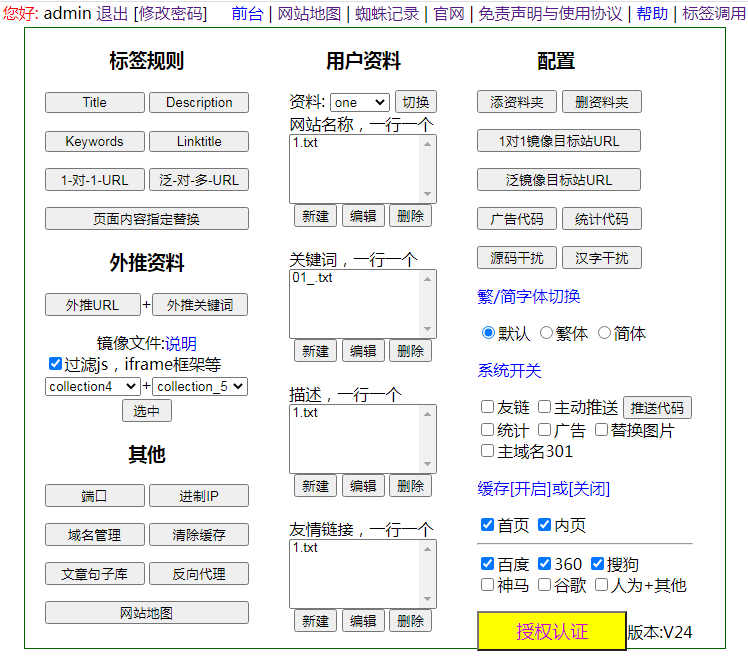 您好: admin 退出 [修改密码] 前台 | 网站地图 | 蜘蛛记录 | 官网 | 免责声明与使用协议 | 帮助 | 标签调用
标签规则
Title Description
Keywords Linktitle
1-对-1-URL 泛-对-多-URL
页面内容指定替换
外推资料
外推URL+外推关键词
镜像文件:说明
过滤js，iframe框架等
collection4+collection_5
选中
其他
端口 进制IP
域名管理 清除缓存
文章句子库 反向代理
网站地图
用户资料
资料: one 切换
网站名称，一行一个
1.txt
新建 编辑 删除
关键词，一行一个
01_.txt
新建 编辑 删除
描述，一行一个
1.txt
新建 编辑 删除
友情链接，一行一个
1.txt
新建 编辑 删除
配置
添资料夹 删资料夹
1对1镜像目标站URL
泛镜像目标站URL
广告代码 统计代码
源码干扰 汉字干扰
繁/简字体切换
默认 繁体 简体
系统开关
友链 主动推送 推送代码
统计 广告 替换图片
主域名301
缓存[开启]或[关闭]
首页 内页
百度 360 搜狗
神马 谷歌 人为+其他
授权认证 版本:V24